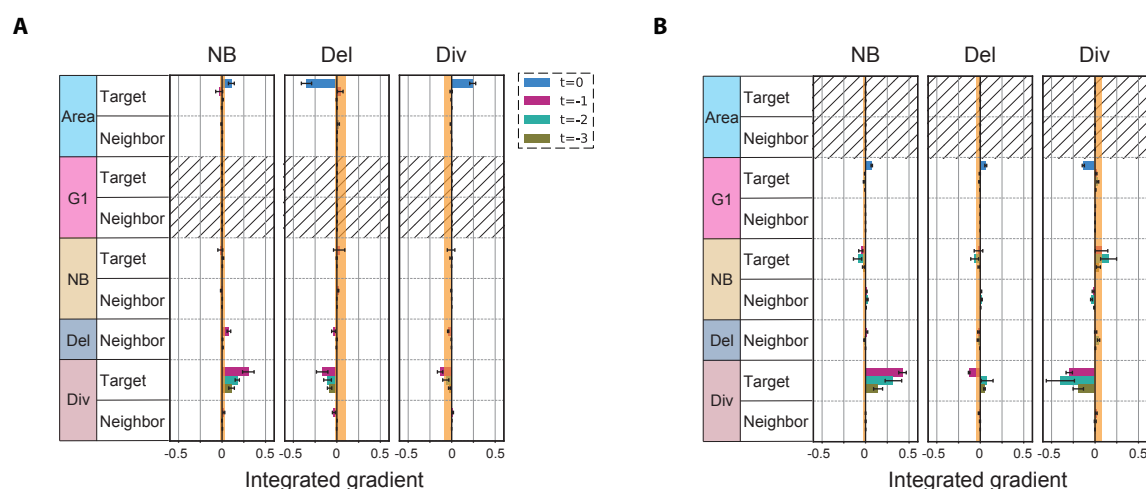 A
NB Del Div
Area
Target
Neighbor
G1
Target
Neighbor
NB
Target
Neighbor
Del
Neighbor
Div
Target
Neighbor
-0.5 0 0.5 -0.5 0 0.5 -0.5 0 0.5
Integrated gradient
t=0
t=-1
t=-2
t=-3
B
NB Del Div
Area
Target
Neighbor
G1
Target
Neighbor
NB
Target
Neighbor
Del
Neighbor
Div
Target
Neighbor
-0.5 0 0.5 -0.5 0 0.5 -0.5 0 0.5
Integrated gradient